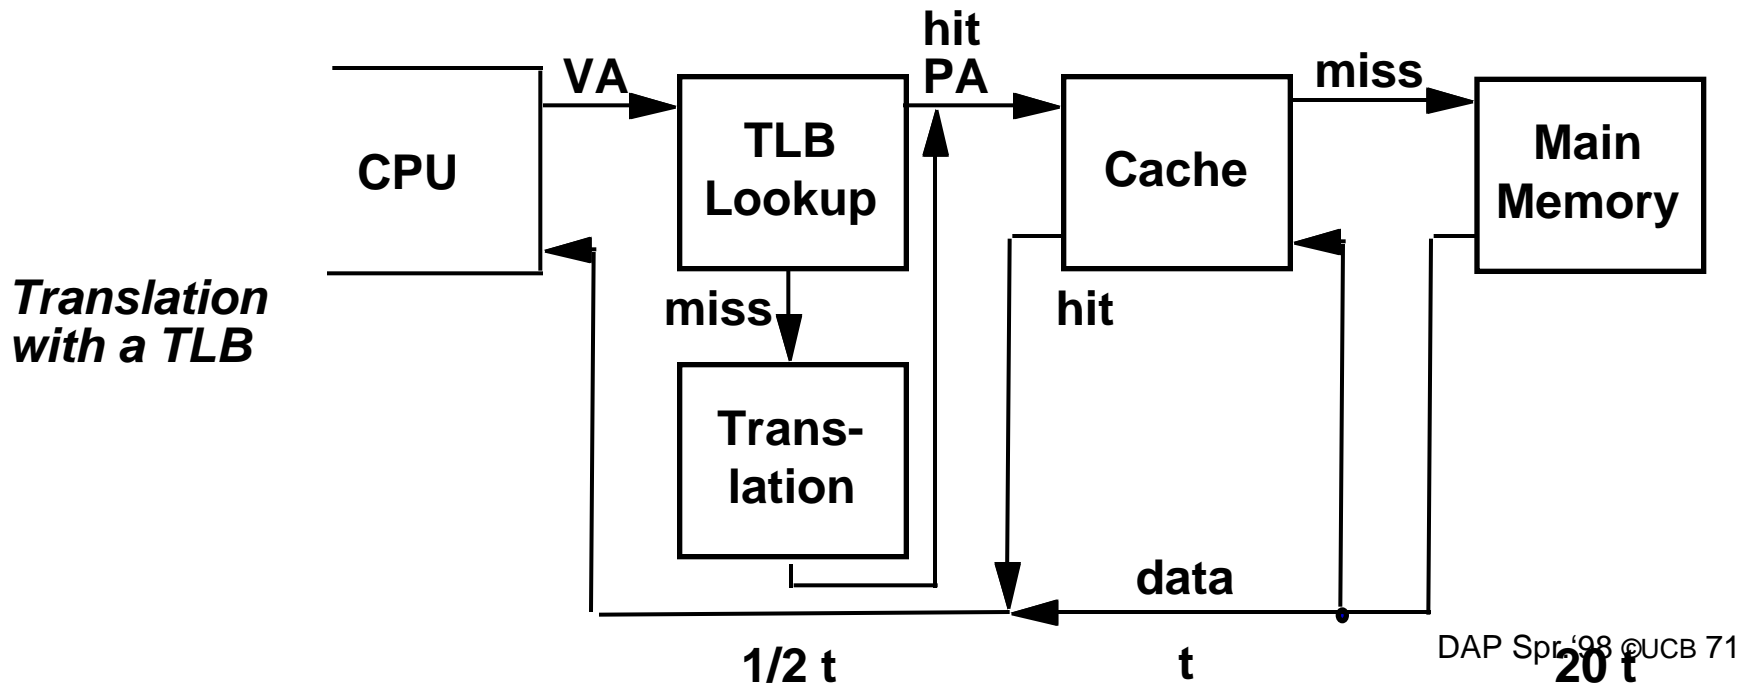 hit
VA
PA
miss
CPU
TLB
Lookup
Cache
Main
Memory
Translation
with a TLB
miss
hit
Trans-
lation
data
1/2 t
t
20 t
DAP Spr.‘98 ©UCB 71